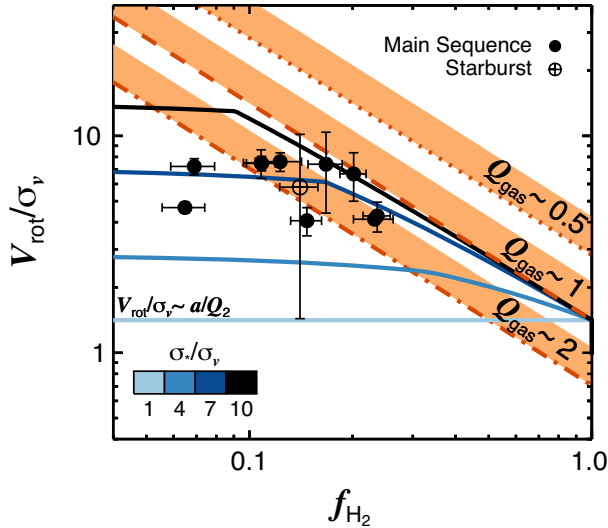 Main Sequence
Starburst
10
1
V_rot/σ_v
Q_gas ~ 0.5
Q_gas ~ 1
Q_gas ~ 2
V_rot/σ_v ~ a/Q_2
σ_*/σ_v
1 4 7 10
0.1 1.0
f_H₂